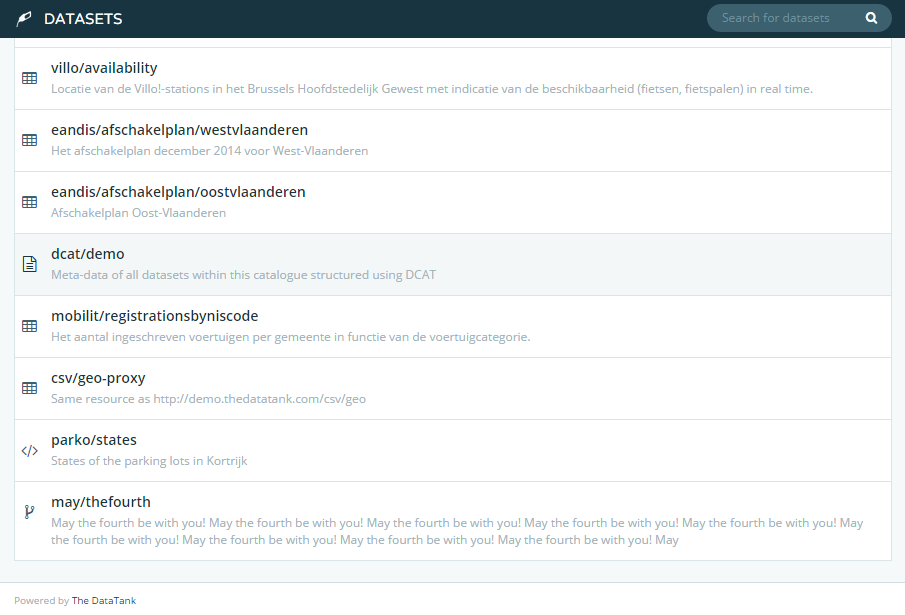 DATASETS
Search for datasets
villo/availability
Locatie van de Villo!-stations in het Brussels Hoofdstedelijk Gewest met indicatie van de beschikbaarheid (fietsen, fietspalen) in real time.
eandis/afschakelplan/westvlaanderen
Het afschakelplan december 2014 voor West-Vlaanderen
eandis/afschakelplan/oostvlaanderen
Afschakelplan Oost-Vlaanderen
dcat/demo
Meta-data of all datasets within this catalogue structured using DCAT
mobilit/registrationsbyniscode
Het aantal ingeschreven voertuigen per gemeente in functie van de voertuigcategorie.
csv/geo-proxy
Same resource as http://demo.thedatatank.com/csv/geo
parko/states
States of the parking lots in Kortrijk
may/thefourth
May the fourth be with you! May the fourth be with you! May the fourth be with you! May the fourth be with you! May the fourth be with you! May
the fourth be with you! May the fourth be with you! May the fourth be with you! May the fourth be with you! May
Powered by The DataTank